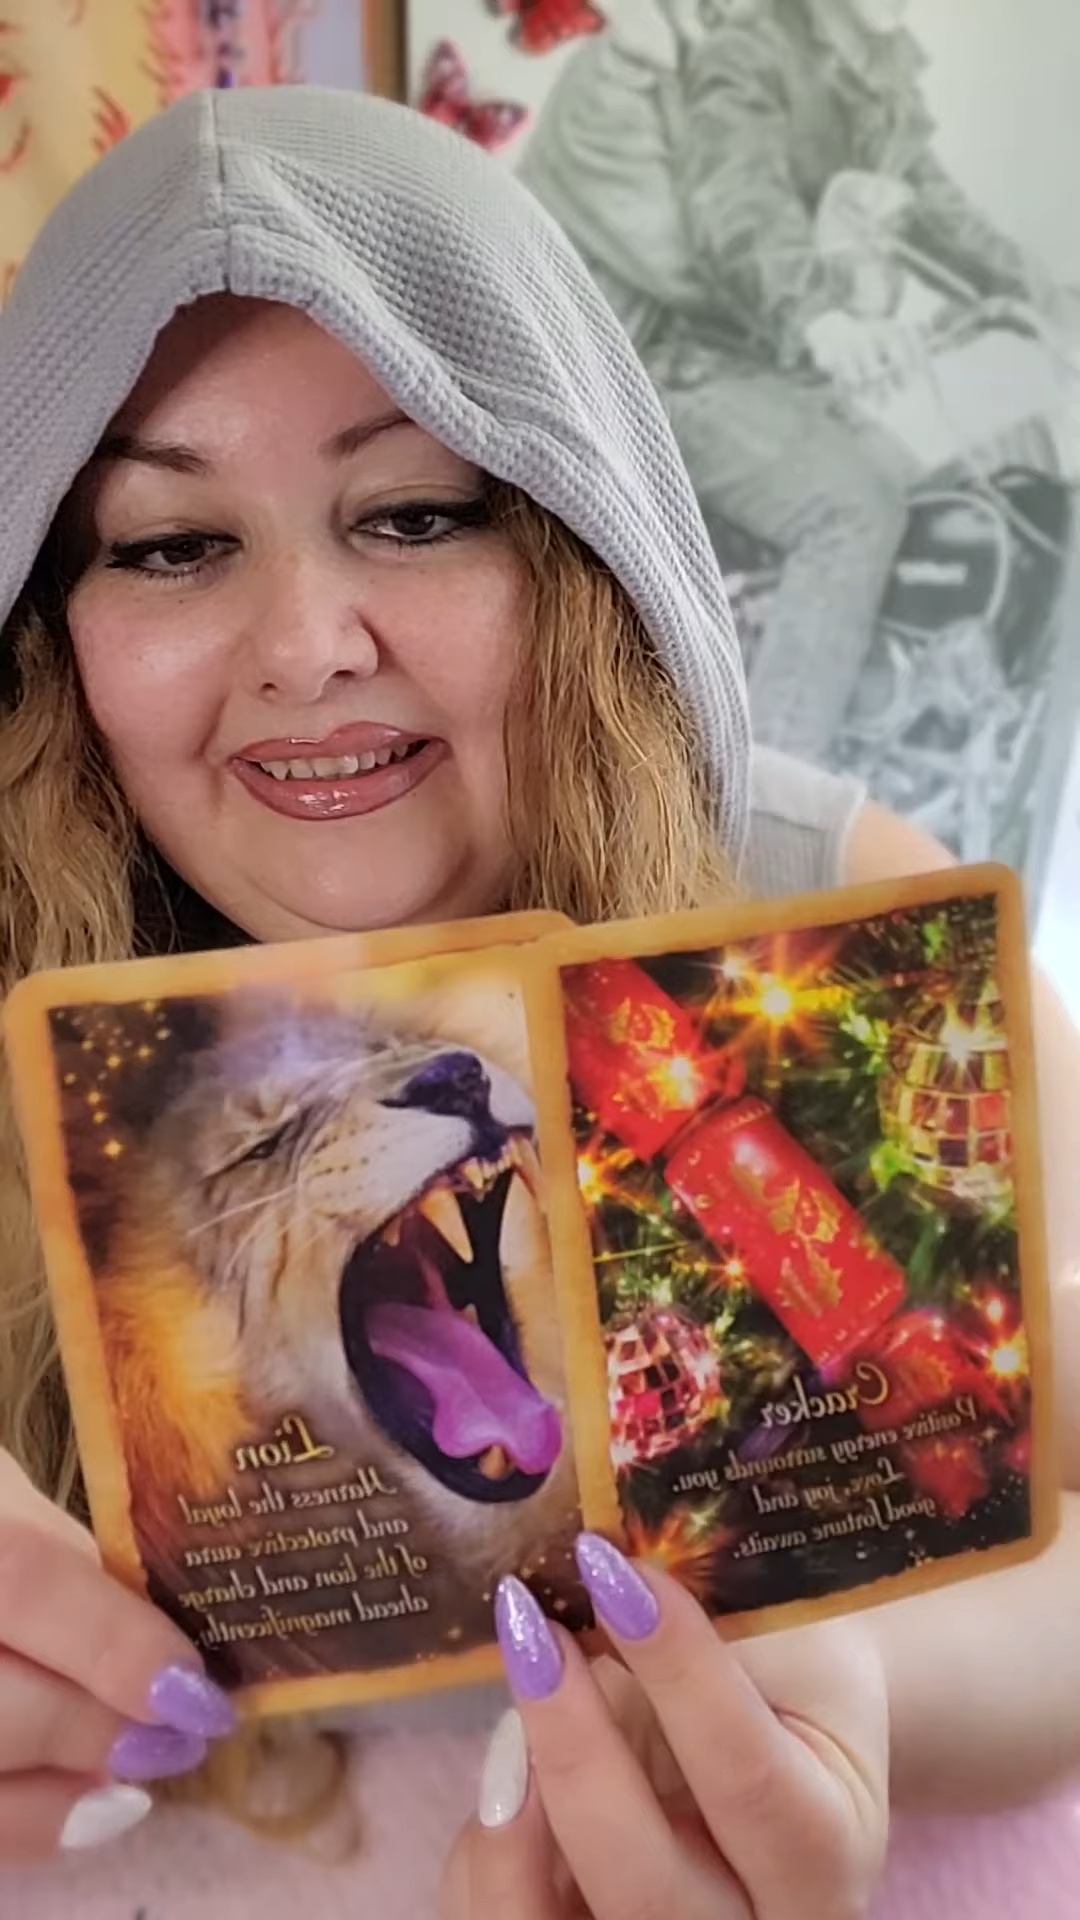 Lion
Harness the loyal
and protective aura
of the lion and charge
ahead magnificently.
Cracker
Positive energy surrounds you.
Love, joy and
good fortune awaits.